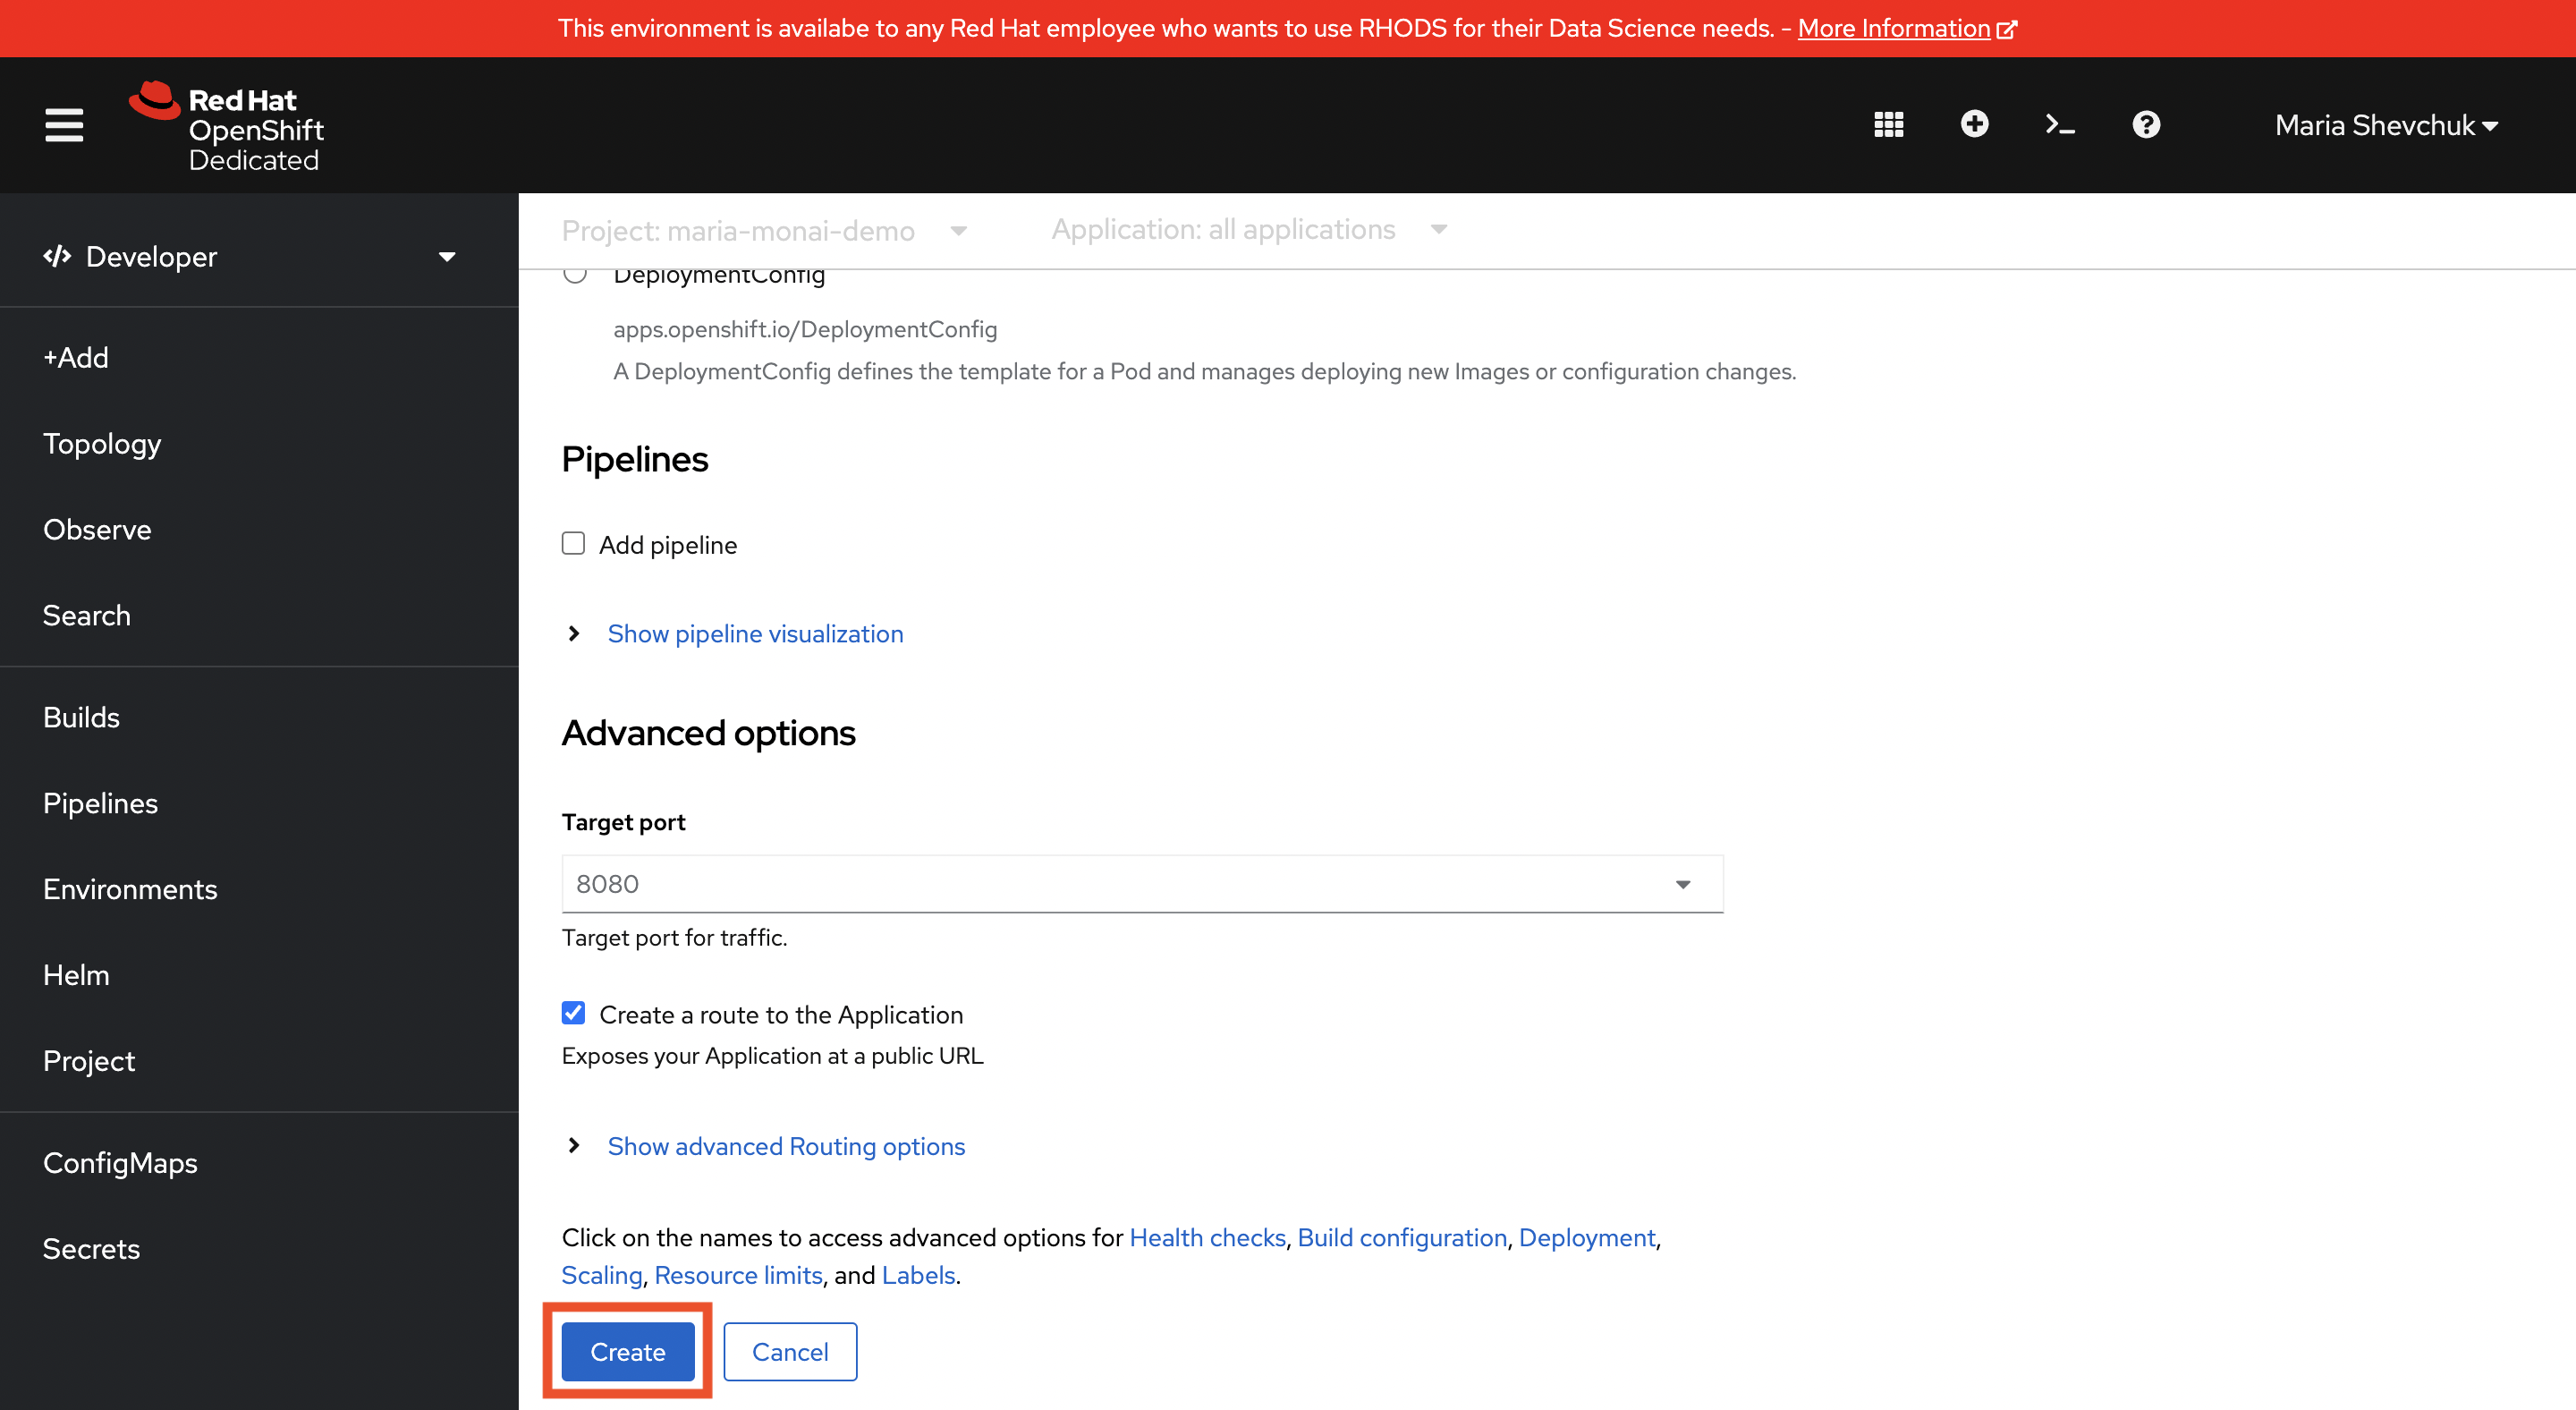 This environment is availabe to any Red Hat employee who wants to use RHODS for their Data Science needs. - More Information
Red Hat
OpenShift
Dedicated
Maria Shevchuk
Developer
+Add
Topology
Observe
Search
Builds
Pipelines
Environments
Helm
Project
ConfigMaps
Secrets
Project: maria-monai-demo
Application: all applications
DeploymentConfig
apps.openshift.io/DeploymentConfig
A DeploymentConfig defines the template for a Pod and manages deploying new Images or configuration changes.
Pipelines
Add pipeline
Show pipeline visualization
Advanced options
Target port
8080
Target port for traffic.
Create a route to the Application
Exposes your Application at a public URL
Show advanced Routing options
Click on the names to access advanced options for Health checks, Build configuration, Deployment,
Scaling, Resource limits, and Labels.
Create
Cancel